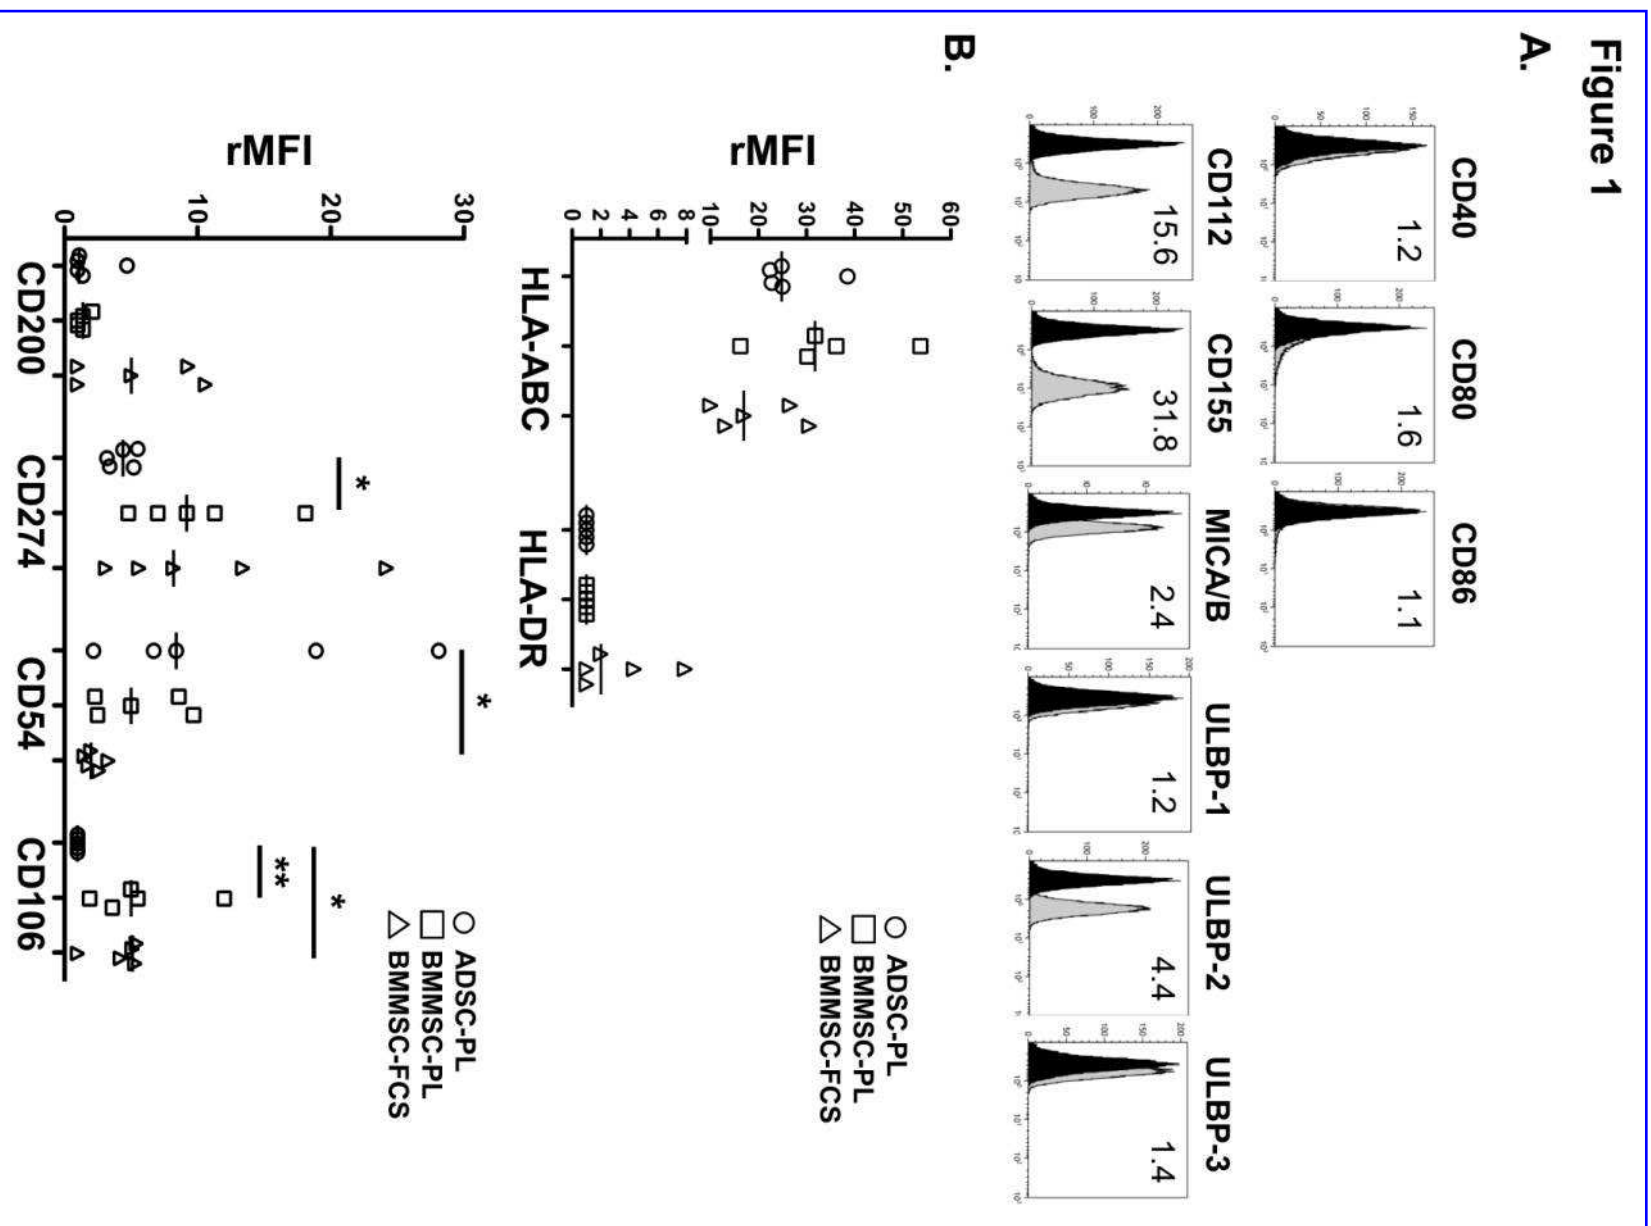 Figure 1
A.
CD40 CD80 CD86
1.2 1.6 1.1
CD112 CD155 MICA/B ULBP-1 ULBP-2 ULBP-3
15.6 31.8 2.4 1.2 4.4 1.4
B.
rMFI
60
50
40
30
20
10
8
6
4
2
0
HLA-ABC HLA-DR
ADSC-PL
BMMSC-PL
BMMSC-FCS
rMFI
30
20
10
0
* * ** *
CD200 CD274 CD54 CD106
ADSC-PL
BMMSC-PL
BMMSC-FCS